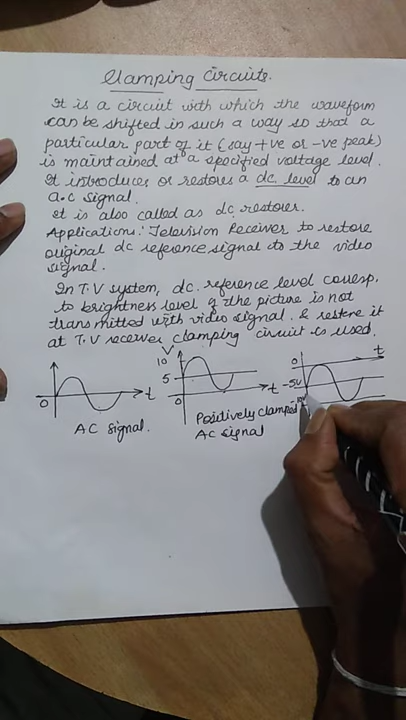 Clamping Circuits.
It is a circuit with which the waveform
can be shifted in such a way so that a
particular part of it (say +ve or -ve peak)
is maintained at a specified voltage level.
It introduces or restores a dc level to an
a.c signal.
It is also called as dc restorer.
Applications: Television Receiver to restore
original dc reference signal to the video
signal.
In T.V system, d.c. reference level corresp.
to brightness level of the picture is not
transmitted with video signal. & restore it
at T.V receiver clamping circuit is used.
0
t
AC signal.
V
10
5
0
t
Positively clamped
AC signal
0
t
-5V